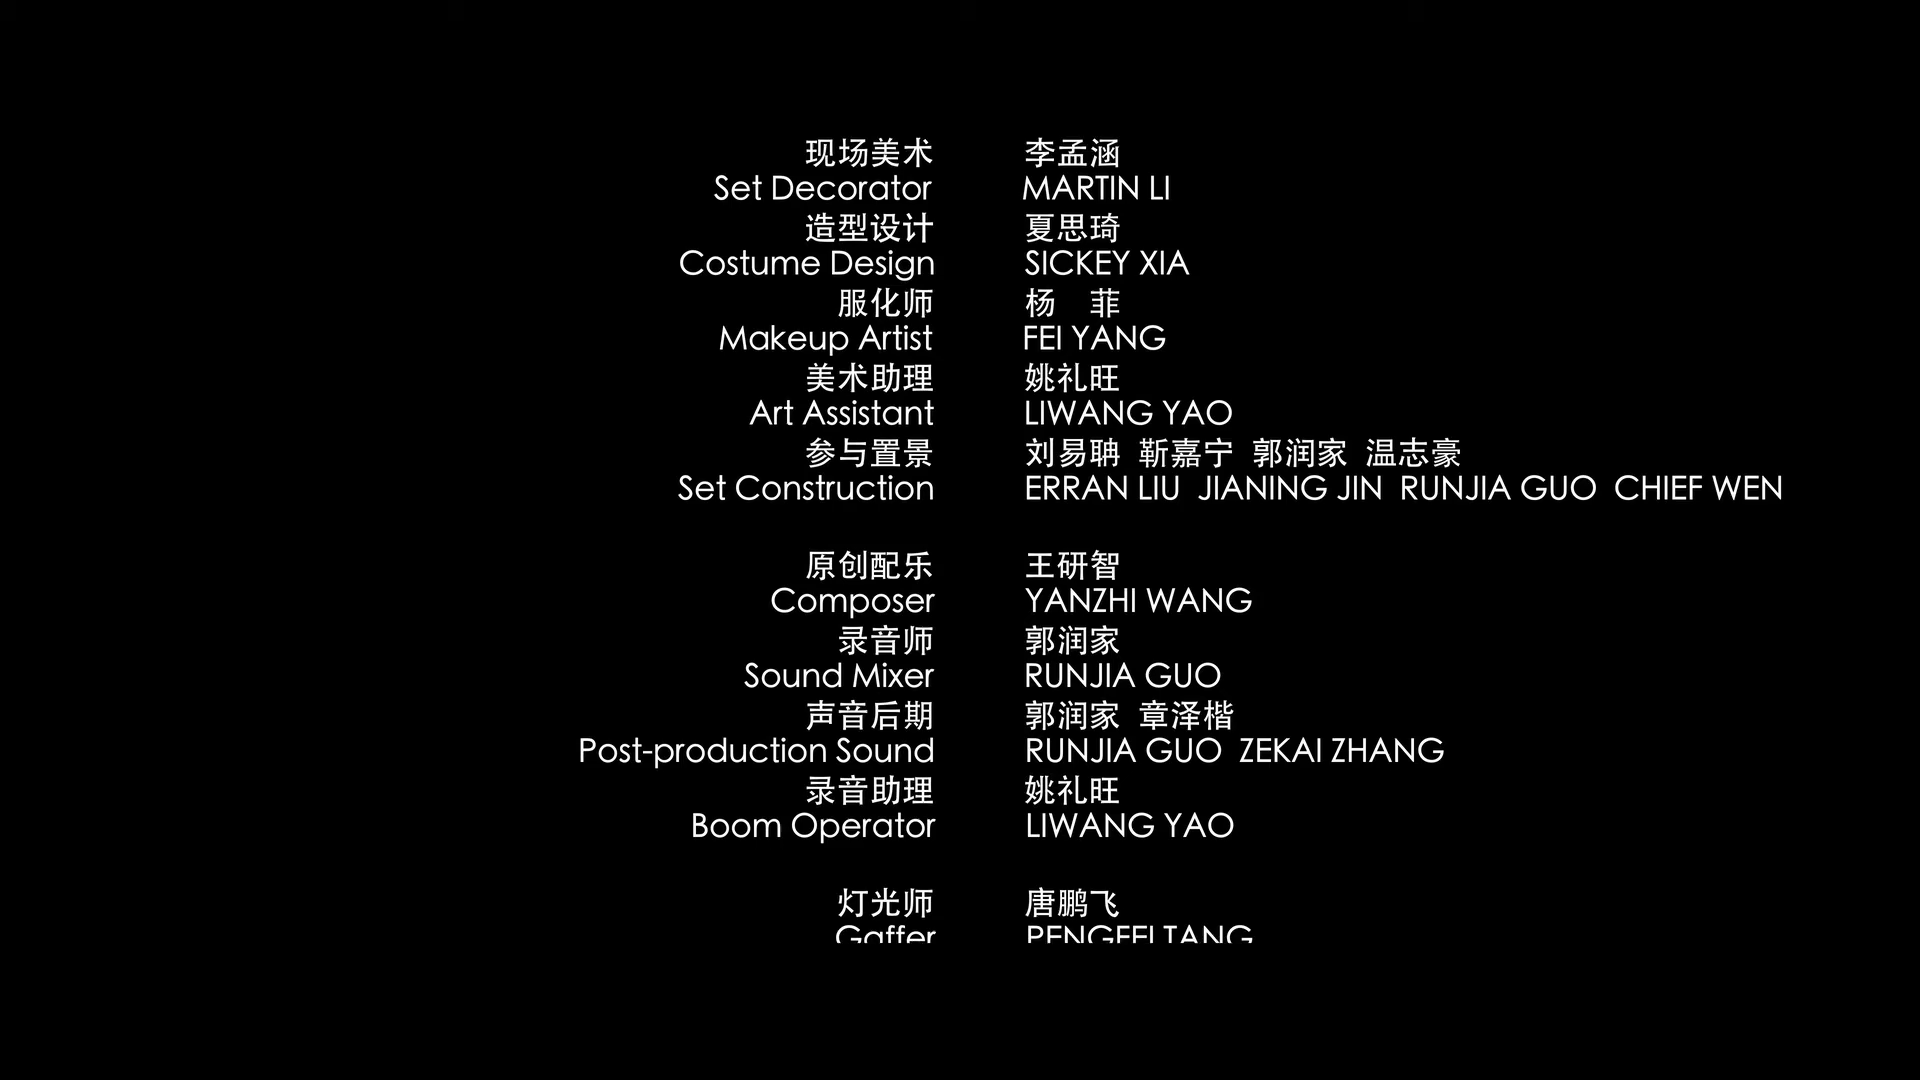 现场美术 李孟涵
Set Decorator MARTIN LI
造型设计 夏思琦
Costume Design SICKEY XIA
服化师 杨 菲
Makeup Artist FEI YANG
美术助理 姚礼旺
Art Assistant LIWANG YAO
参与置景 刘易聃 靳嘉宁 郭润家 温志豪
Set Construction ERRAN LIU JIANING JIN RUNJIA GUO CHIEF WEN
原创配乐 王研智
Composer YANZHI WANG
录音师 郭润家
Sound Mixer RUNJIA GUO
声音后期 郭润家 章泽楷
Post-production Sound RUNJIA GUO ZEKAI ZHANG
录音助理 姚礼旺
Boom Operator LIWANG YAO
灯光师 唐鹏飞
Gaffer PENGFEI TANG